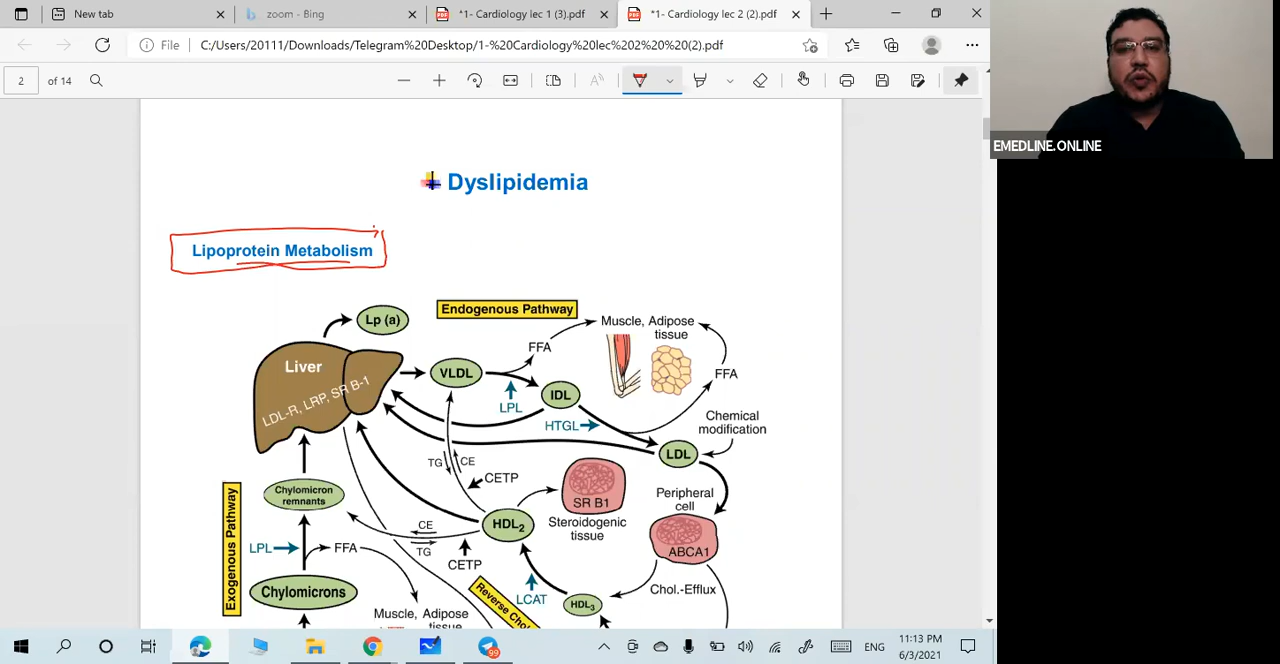 New tab
zoom - Bing
*1- Cardiology lec 1 (3).pdf
*1- Cardiology lec 2 (2).pdf
File
C:/Users/20111/Downloads/Telegram%20Desktop/1-%20Cardiology%20lec%202%20%20(2).pdf
2 of 14
EMEDLINE.ONLINE
Dyslipidemia
Lipoprotein Metabolism
Lp (a)
Endogenous Pathway
Muscle, Adipose
tissue
FFA
Liver
LDL-R, LRP, SR B-1
VLDL
FFA
LPL
IDL
HTGL
Chemical
modification
LDL
TG
CE
CETP
SR B1
Steroidogenic
tissue
Peripheral
cell
ABCA1
Chylomicron
remnants
Exogenous Pathway
CE
TG
HDL2
CETP
LPL
FFA
Chylomicrons
LCAT
Reverse Cho
HDL3
Chol.-Efflux
Muscle, Adipose
tissue
99
ENG
11:13 PM
6/3/2021